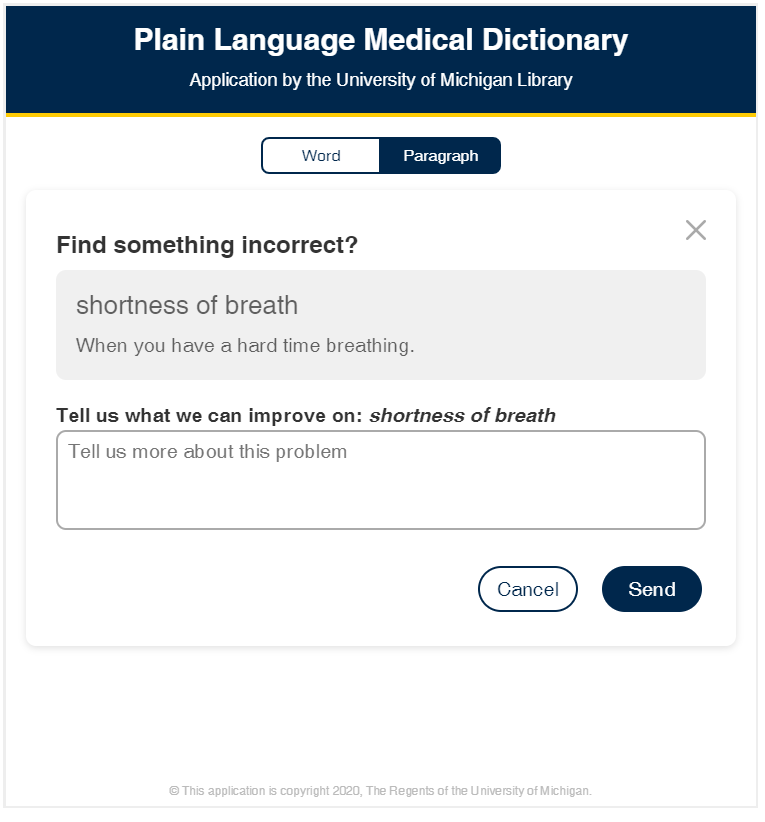 Plain Language Medical Dictionary
Application by the University of Michigan Library
Word
Paragraph
Find something incorrect?
shortness of breath
When you have a hard time breathing.
Tell us what we can improve on: shortness of breath
Tell us more about this problem
Cancel
Send
© This application is copyright 2020, The Regents of the University of Michigan.